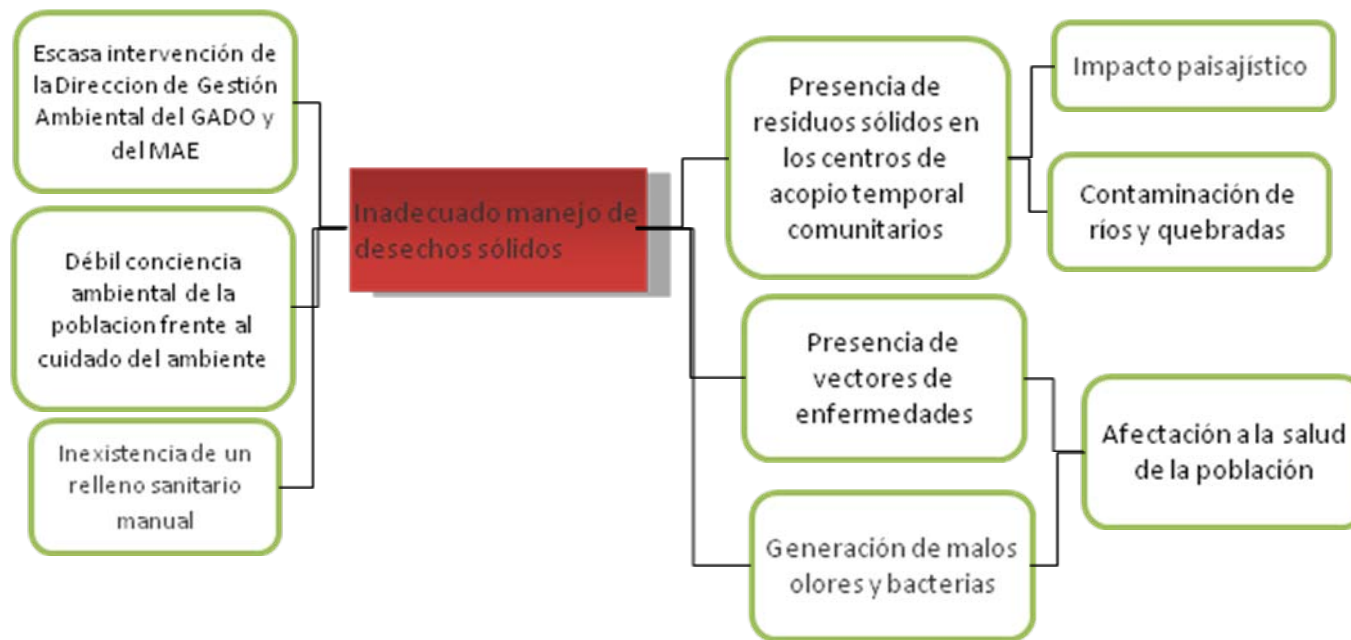 Escasa intervención de
la Direccion de Gestión
Ambiental del GADO y
del MAE
Débil conciencia
ambiental de la
poblacion frente al
cuidado del ambiente
Inexistencia de un
relleno sanitario
manual
Inadecuado manejo de
desechos sólidos
Presencia de
residuos sólidos en
los centros de
acopio temporal
comunitarios
Presencia de
vectores de
enfermedades
Generación de malos
olores y bacterias
Impacto paisajístico
Contaminación de
ríos y quebradas
Afectación a la salud
de la población